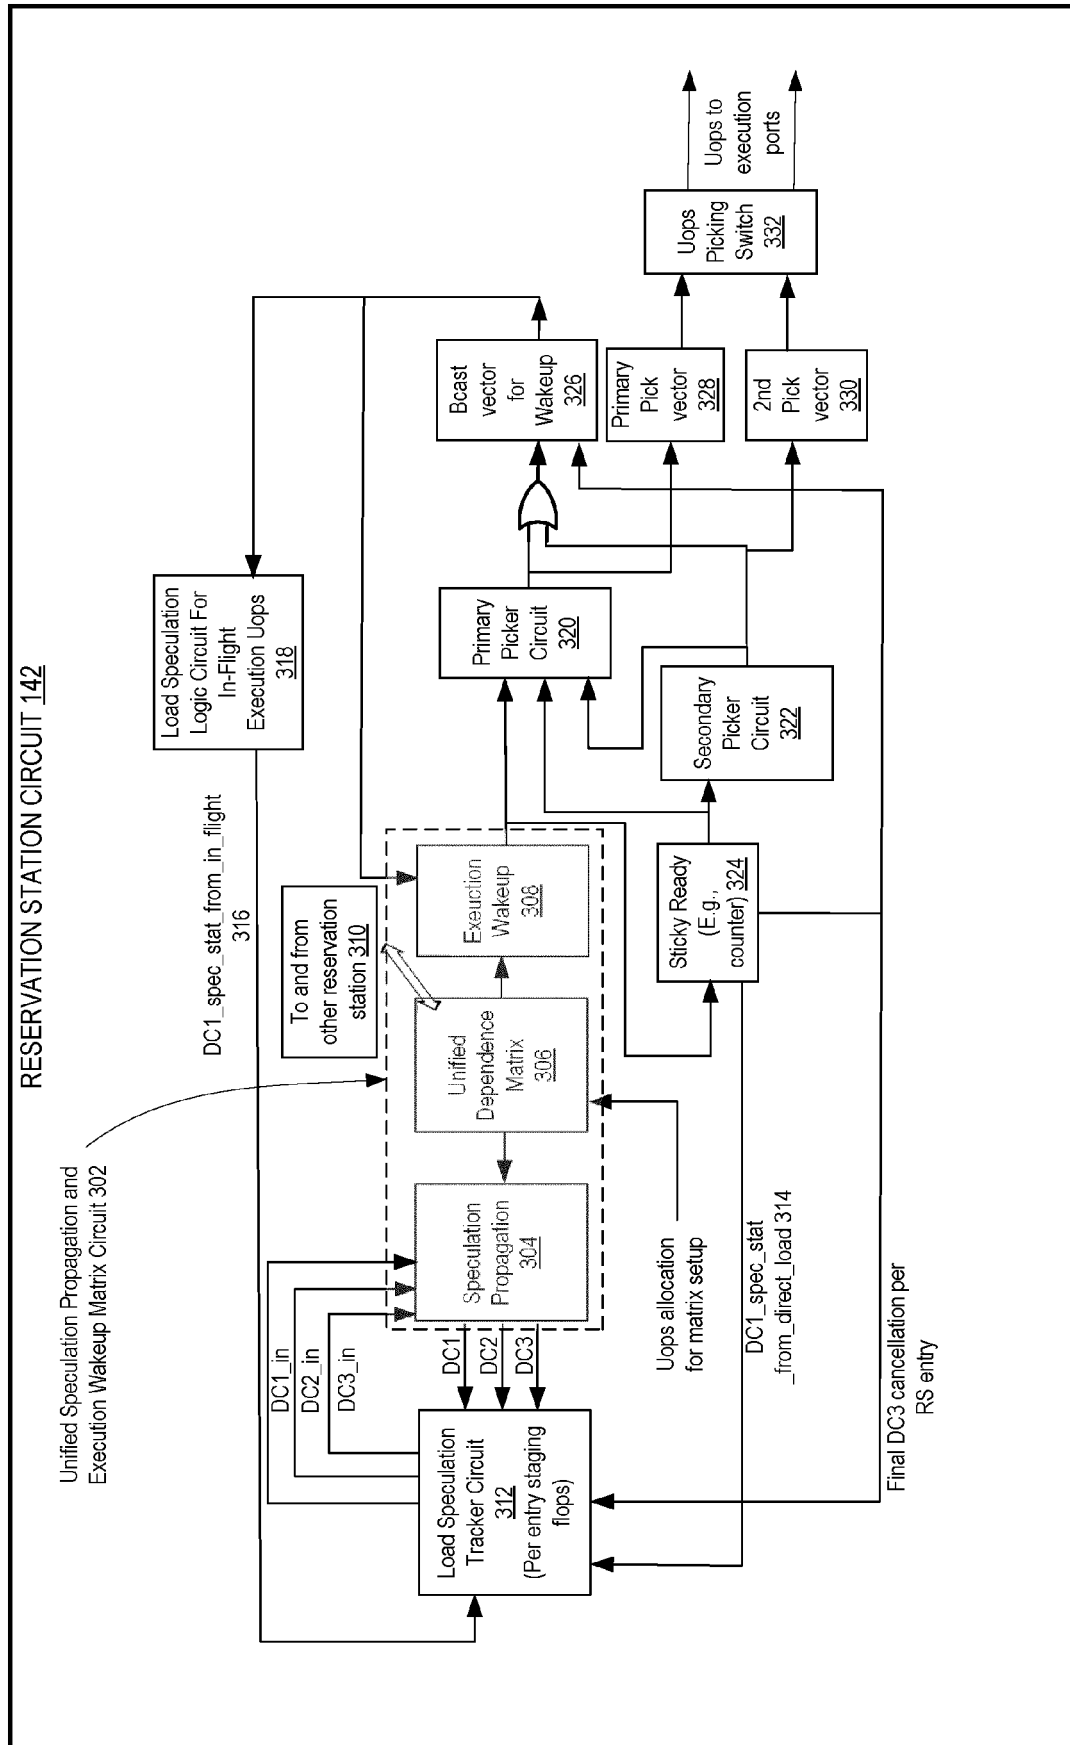 RESERVATION STATION CIRCUIT 142
Unified Speculation Propagation and
Execution Wakeup Matrix Circuit 302
DC1_spec_stat_from_in_flight
316
Load Speculation
Logic Circuit For
In-Flight
Execution Uops
318
DC1_in
DC2_in
DC3_in
To and from
other reservation
station 310
Load Speculation
Tracker Circuit
312
(Per entry staging
flops)
DC1
DC2
DC3
Speculation
Propagation
304
Unified
Dependence
Matrix
306
Exeuction
Wakeup
308
Primary
Picker
Circuit
320
Bcast
vector
for
Wakeup
326
Primary
Pick
vector
328
2nd
Pick
vector
330
Uops
Picking
Switch
332
Uops to
execution
ports
Uops allocation
for matrix setup
Sticky Ready
(E.g.,
counter) 324
Secondary
Picker
Circuit
322
DC1_spec_stat
_from_direct_load 314
Final DC3 cancellation per
RS entry